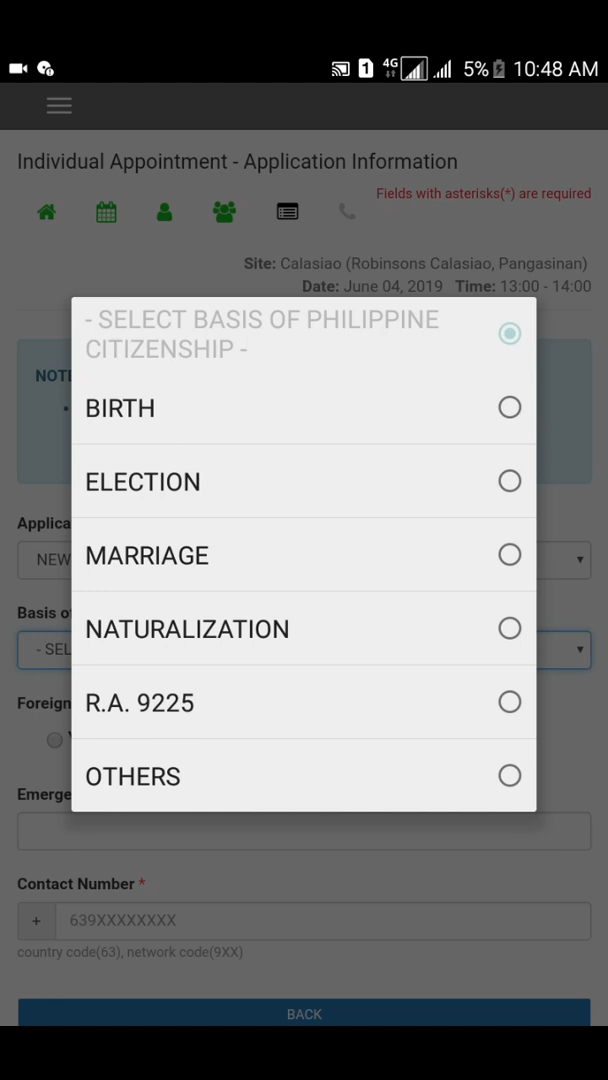 1 4G 5% 10:48 AM
Individual Appointment - Application Information
Fields with asterisks(*) are required
Site: Calasiao (Robinsons Calasiao, Pangasinan)
Date: June 04, 2019 Time: 13:00 - 14:00
- SELECT BASIS OF PHILIPPINE
CITIZENSHIP -
BIRTH
ELECTION
MARRIAGE
NATURALIZATION
R.A. 9225
OTHERS
NEW
Contact Number *
+ 639XXXXXXXX
country code(63), network code(9XX)
BACK